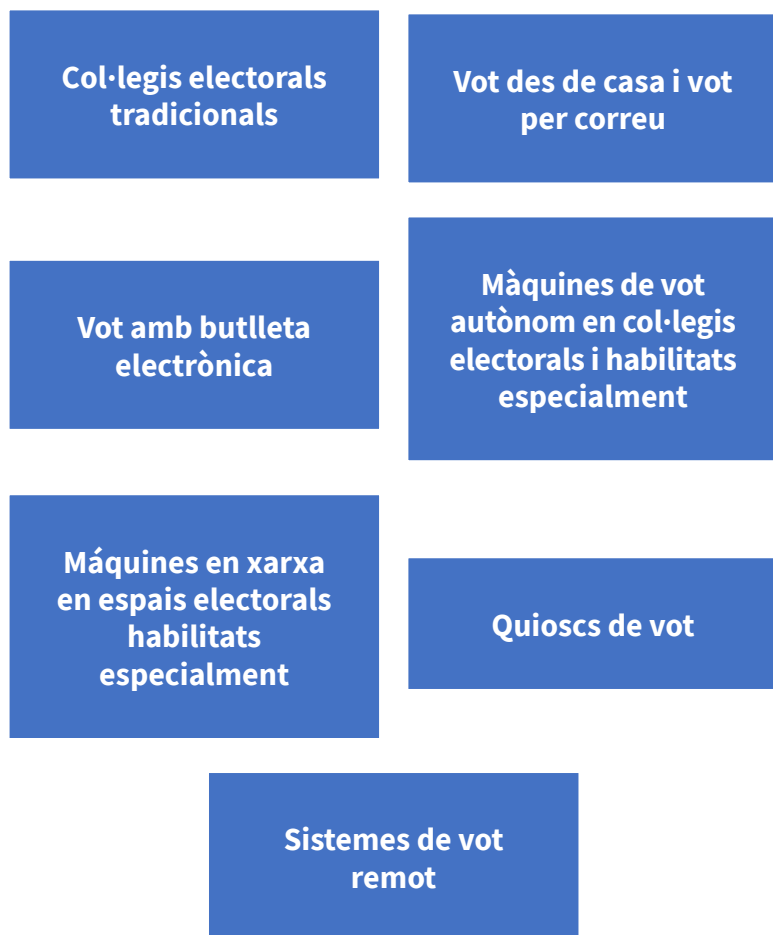 Col·legis electorals
tradicionals
Vot des de casa i vot
per correu
Vot amb butlleta
electrònica
Màquines de vot
autònom en col·legis
electorals i habilitats
especialment
Máquines en xarxa
en espais electorals
habilitats
especialment
Quioscs de vot
Sistemes de vot
remot